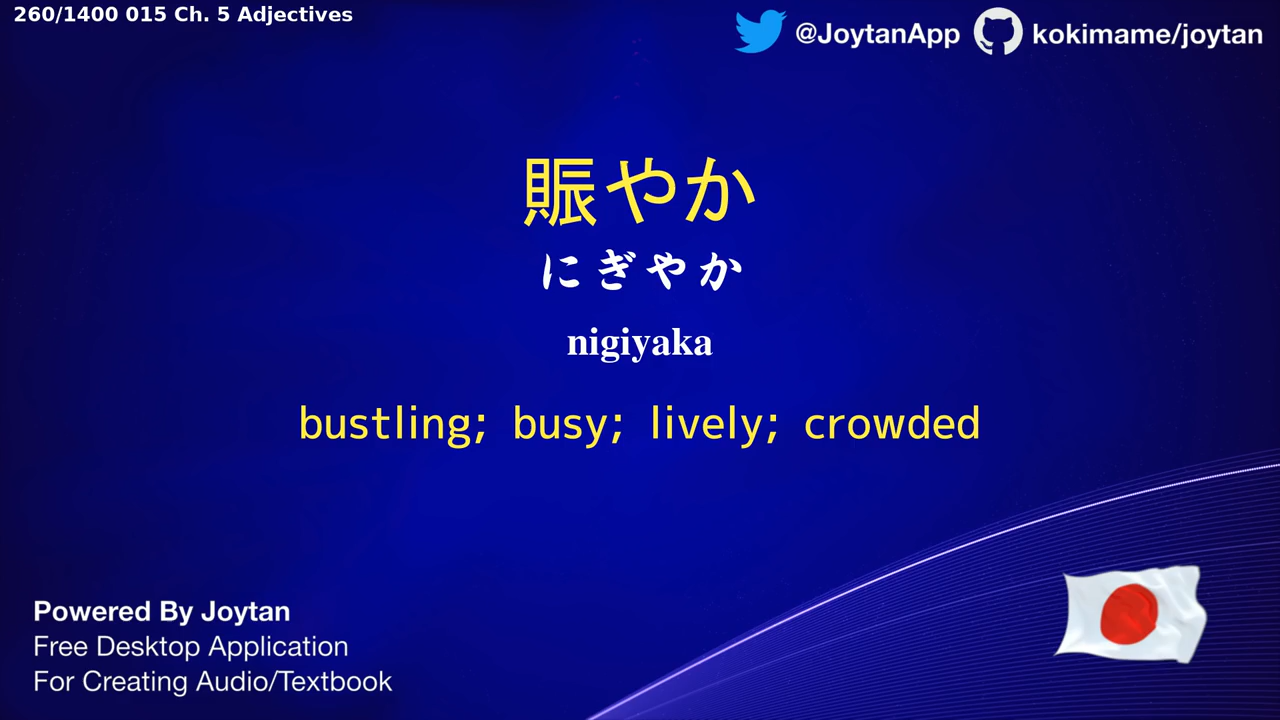 260/1400 015 Ch. 5 Adjectives
@JoytanApp kokimame/joytan
賑やか
にぎやか
nigiyaka
bustling; busy; lively; crowded
Powered By Joytan
Free Desktop Application
For Creating Audio/Textbook